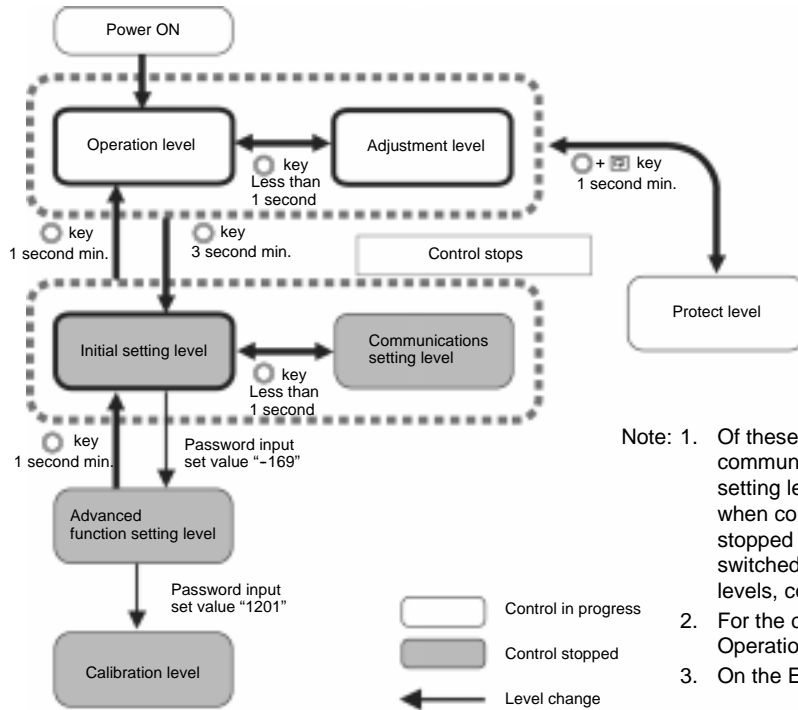 Power ON
Operation level
Adjustment level
key
Less than
1 second
+ key
1 second min.
key
1 second min.
key
3 second min.
Control stops
Protect level
Initial setting level
Communications
setting level
key
Less than
1 second
key
1 second min.
Password input
set value “-169”
Advanced
function setting level
Password input
set value “1201”
Calibration level
Control in progress
Control stopped
Level change
Note: 1. Of these
commun
setting le
when co
stopped
switched
levels, c
2. For the
Operatio
3. On the E